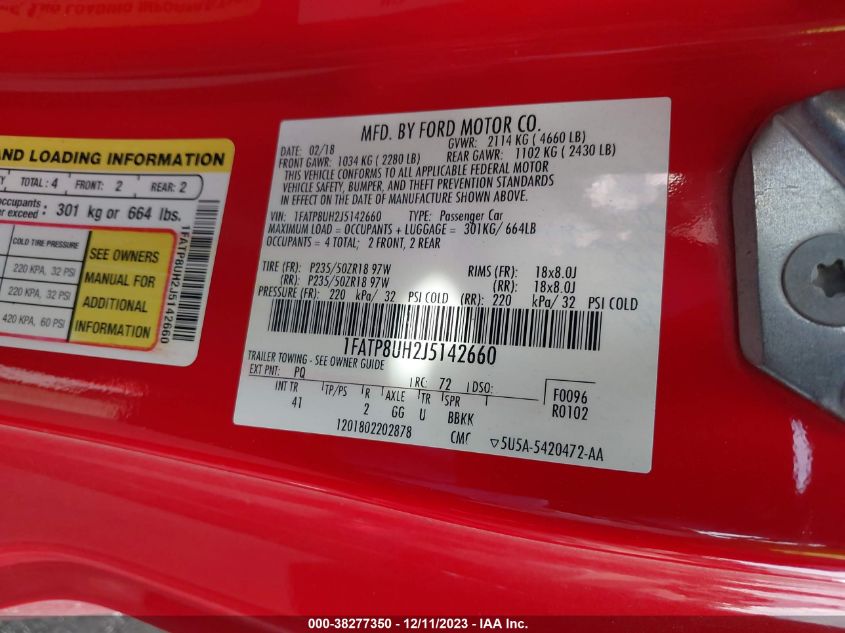 AND LOADING INFORMATION
TOTAL: 4 FRONT: 2 REAR: 2
occupants
exceed : 301 kg or 664 lbs.
COLD TIRE PRESSURE
220 KPA, 32 PSI
220 KPA, 32 PSI
420 KPA, 60 PSI
SEE OWNERS
MANUAL FOR
ADDITIONAL
INFORMATION
1FATP8UH2J5142660
MFD. BY FORD MOTOR CO.
DATE: 02/18 GVWR: 2114 KG ( 4660 LB)
FRONT GAWR: 1034 KG ( 2280 LB) REAR GAWR: 1102 KG ( 2430 LB)
THIS VEHICLE CONFORMS TO ALL APPLICABLE FEDERAL MOTOR
VEHICLE SAFETY, BUMPER, AND THEFT PREVENTION STANDARDS
IN EFFECT ON THE DATE OF MANUFACTURE SHOWN ABOVE.
VIN: 1FATP8UH2J5142660 TYPE: Passenger Car
MAXIMUM LOAD = OCCUPANTS + LUGGAGE = 301KG/ 664LB
OCCUPANTS = 4 TOTAL; 2 FRONT, 2 REAR
TIRE (FR): P235/50ZR18 97W RIMS (FR): 18x8.0J
(RR): P235/50ZR18 97W (RR): 18x8.0J
PRESSURE (FR): 220 kPa/ 32 PSI COLD (RR): 220 kPa/ 32 PSI COLD
1FATP8UH2J5142660
TRAILER TOWING - SEE OWNER GUIDE
EXT PNT: PQ RC: 72 DSO: F0096
INT TR TP/PS R AXLE TR SPR R0102
41 2 GG U BBKK
1201802202878 CMC ▽5U5A-5420472-AA
000-38277350 - 12/11/2023 - IAA Inc.